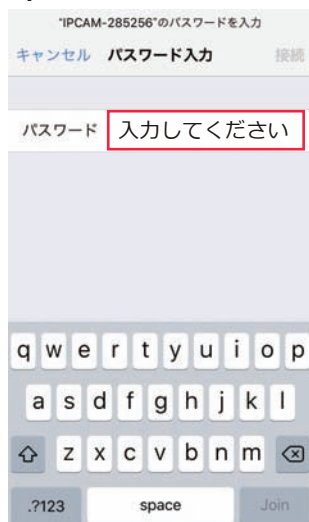 "IPCAM-285256"のパスワードを入力
キャンセル パスワード入力 接続
パスワード 入力してください
q w e r t y u i o p
a s d f g h j k l
z x c v b n m
.?123 space Join